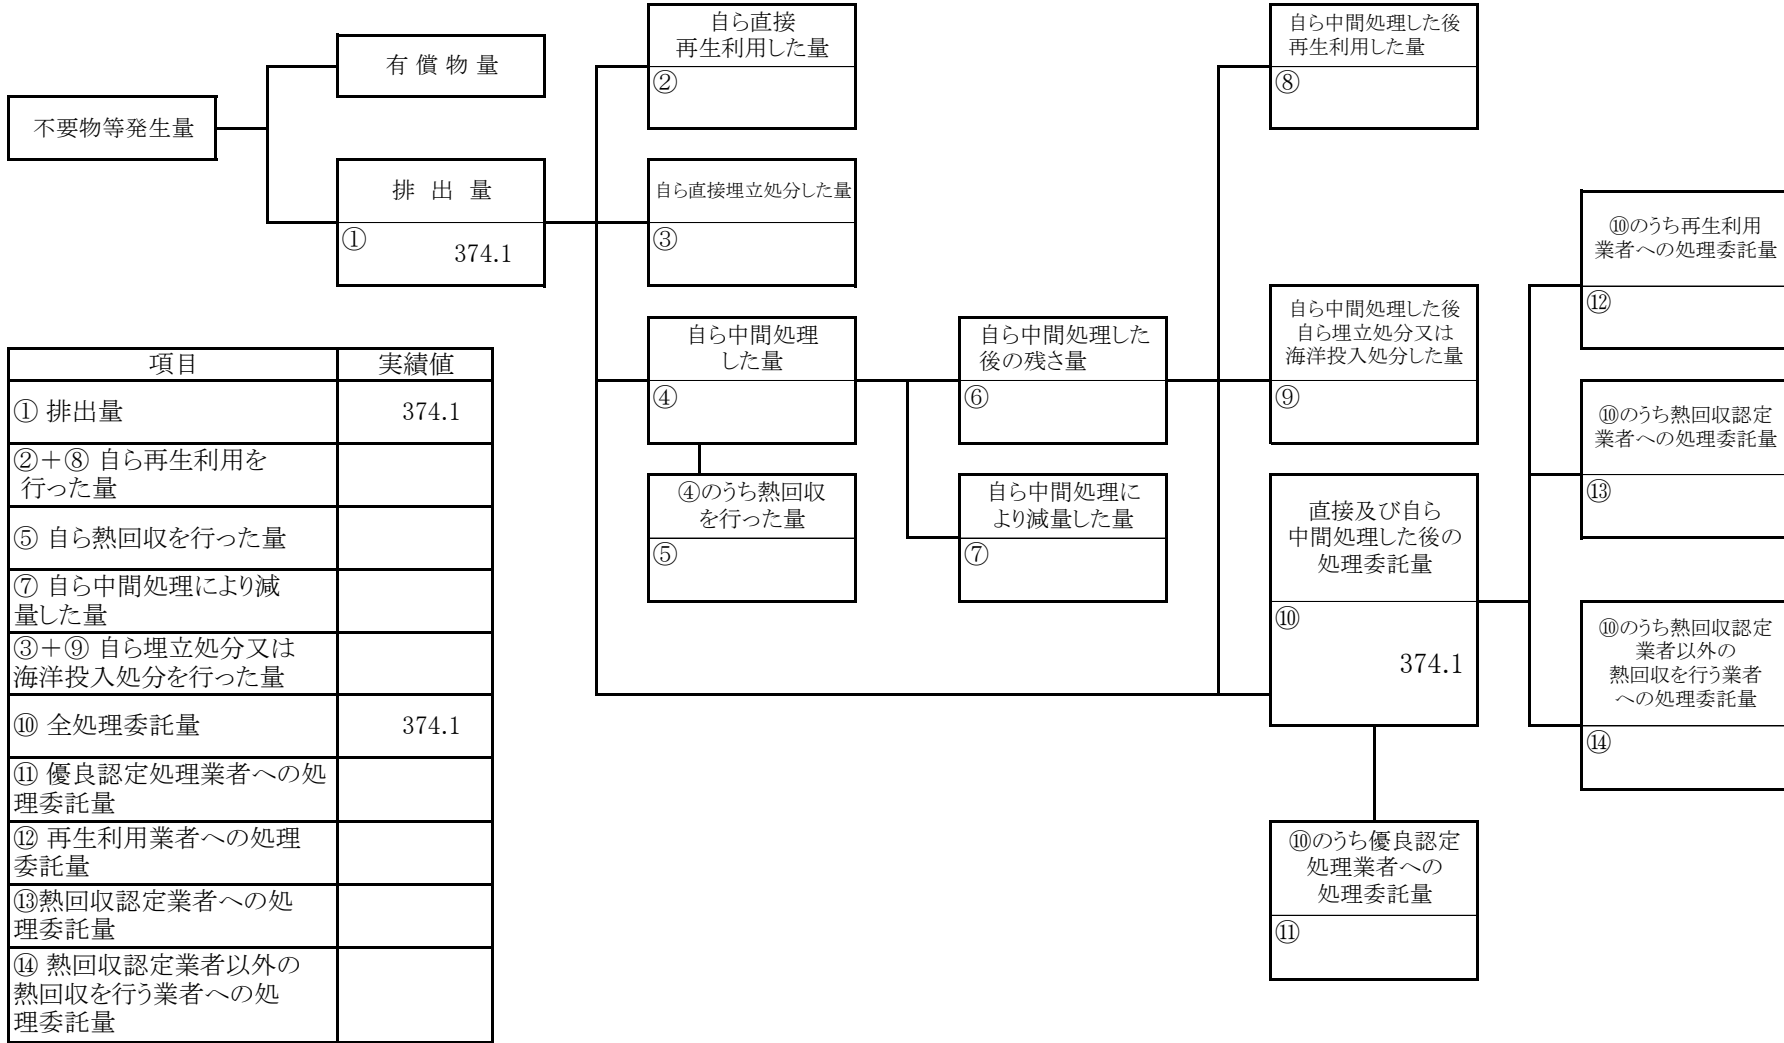 不要物等発生量
有 償 物 量
排 出 量
①
374.1
自ら直接
再生利用した量
②
自ら直接埋立処分した量
③
自ら中間処理
した量
④
④のうち熱回収
を行った量
⑤
自ら中間処理した
後の残さ量
⑥
自ら中間処理に
より減量した量
⑦
自ら中間処理した後
再生利用した量
⑧
自ら中間処理した後
自ら埋立処分又は
海洋投入処分した量
⑨
直接及び自ら
中間処理した後の
処理委託量
⑩
374.1
⑩のうち優良認定
処理業者への
処理委託量
⑪
⑩のうち再生利用
業者への処理委託量
⑫
⑩のうち熱回収認定
業者への処理委託量
⑬
⑩のうち熱回収認定
業者以外の
熱回収を行う業者
への処理委託量
⑭
項目 実績値
① 排出量 374.1
②＋⑧ 自ら再生利用を
行った量
⑤ 自ら熱回収を行った量
⑦ 自ら中間処理により減
量した量
③＋⑨ 自ら埋立処分又は
海洋投入処分を行った量
⑩ 全処理委託量 374.1
⑪ 優良認定処理業者への処
理委託量
⑫ 再生利用業者への処理
委託量
⑬熱回収認定業者への処
理委託量
⑭ 熱回収認定業者以外の
熱回収を行う業者への処
理委託量